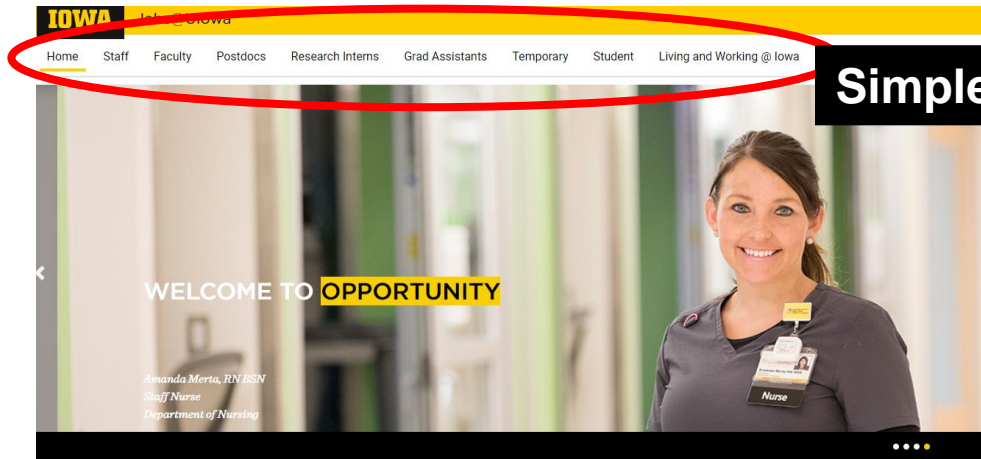 IOWA Jobs@UIowa
Home Staff Faculty Postdocs Research Interns Grad Assistants Temporary Student Living and Working @ Iowa
Simple
WELCOME TO OPPORTUNITY
Amanda Merta, RN BSN
Staff Nurse
Department of Nursing
Nurse